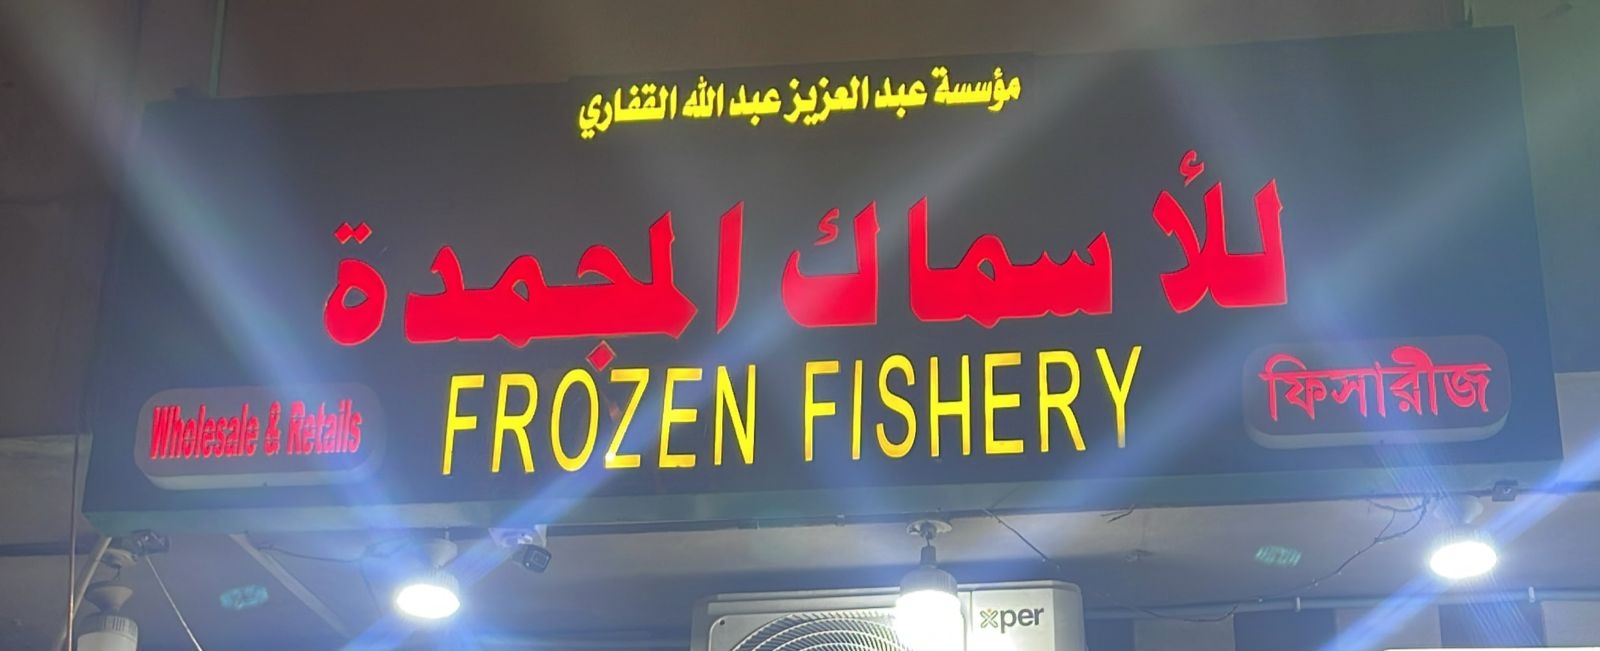 مؤسسة عبد العزيز عبد الله القفاري
للأسماك المجمدة
FROZEN FISHERY
Wholesale & Retails
ফিসারীজ
xper